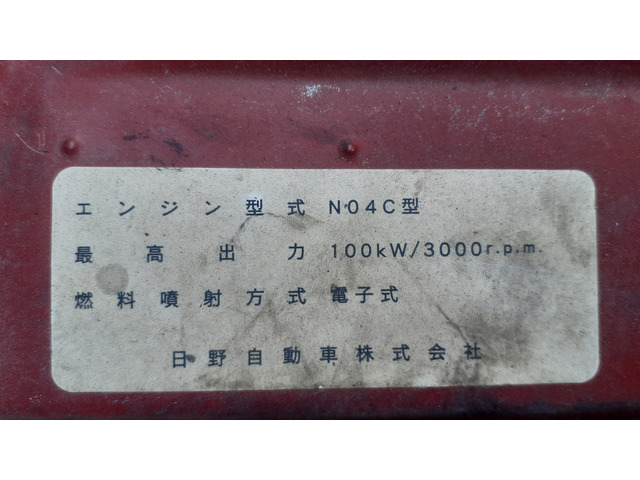 エンジン型式 N04C型
最高出力 100kW/3000r.p.m.
燃料噴射方式 電子式
日野自動車株式会社